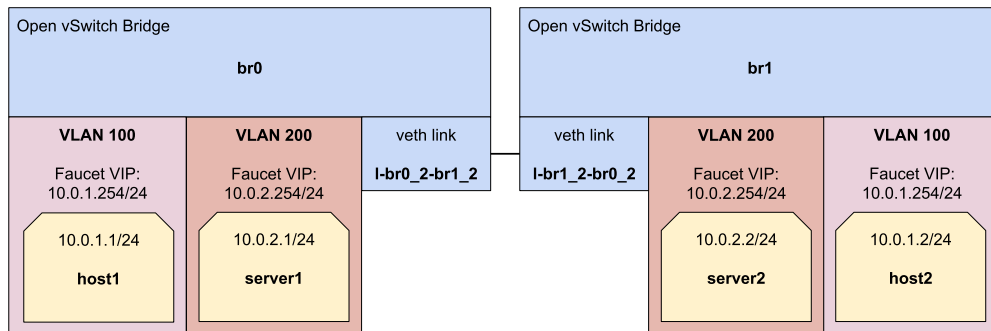 Open vSwitch Bridge
br0
VLAN 100
Faucet VIP:
10.0.1.254/24
10.0.1.1/24
host1
VLAN 200
Faucet VIP:
10.0.2.254/24
10.0.2.1/24
server1
veth link
l-br0_2-br1_2
Open vSwitch Bridge
br1
veth link
l-br1_2-br0_2
VLAN 200
Faucet VIP:
10.0.2.254/24
10.0.2.2/24
server2
VLAN 100
Faucet VIP:
10.0.1.254/24
10.0.1.2/24
host2